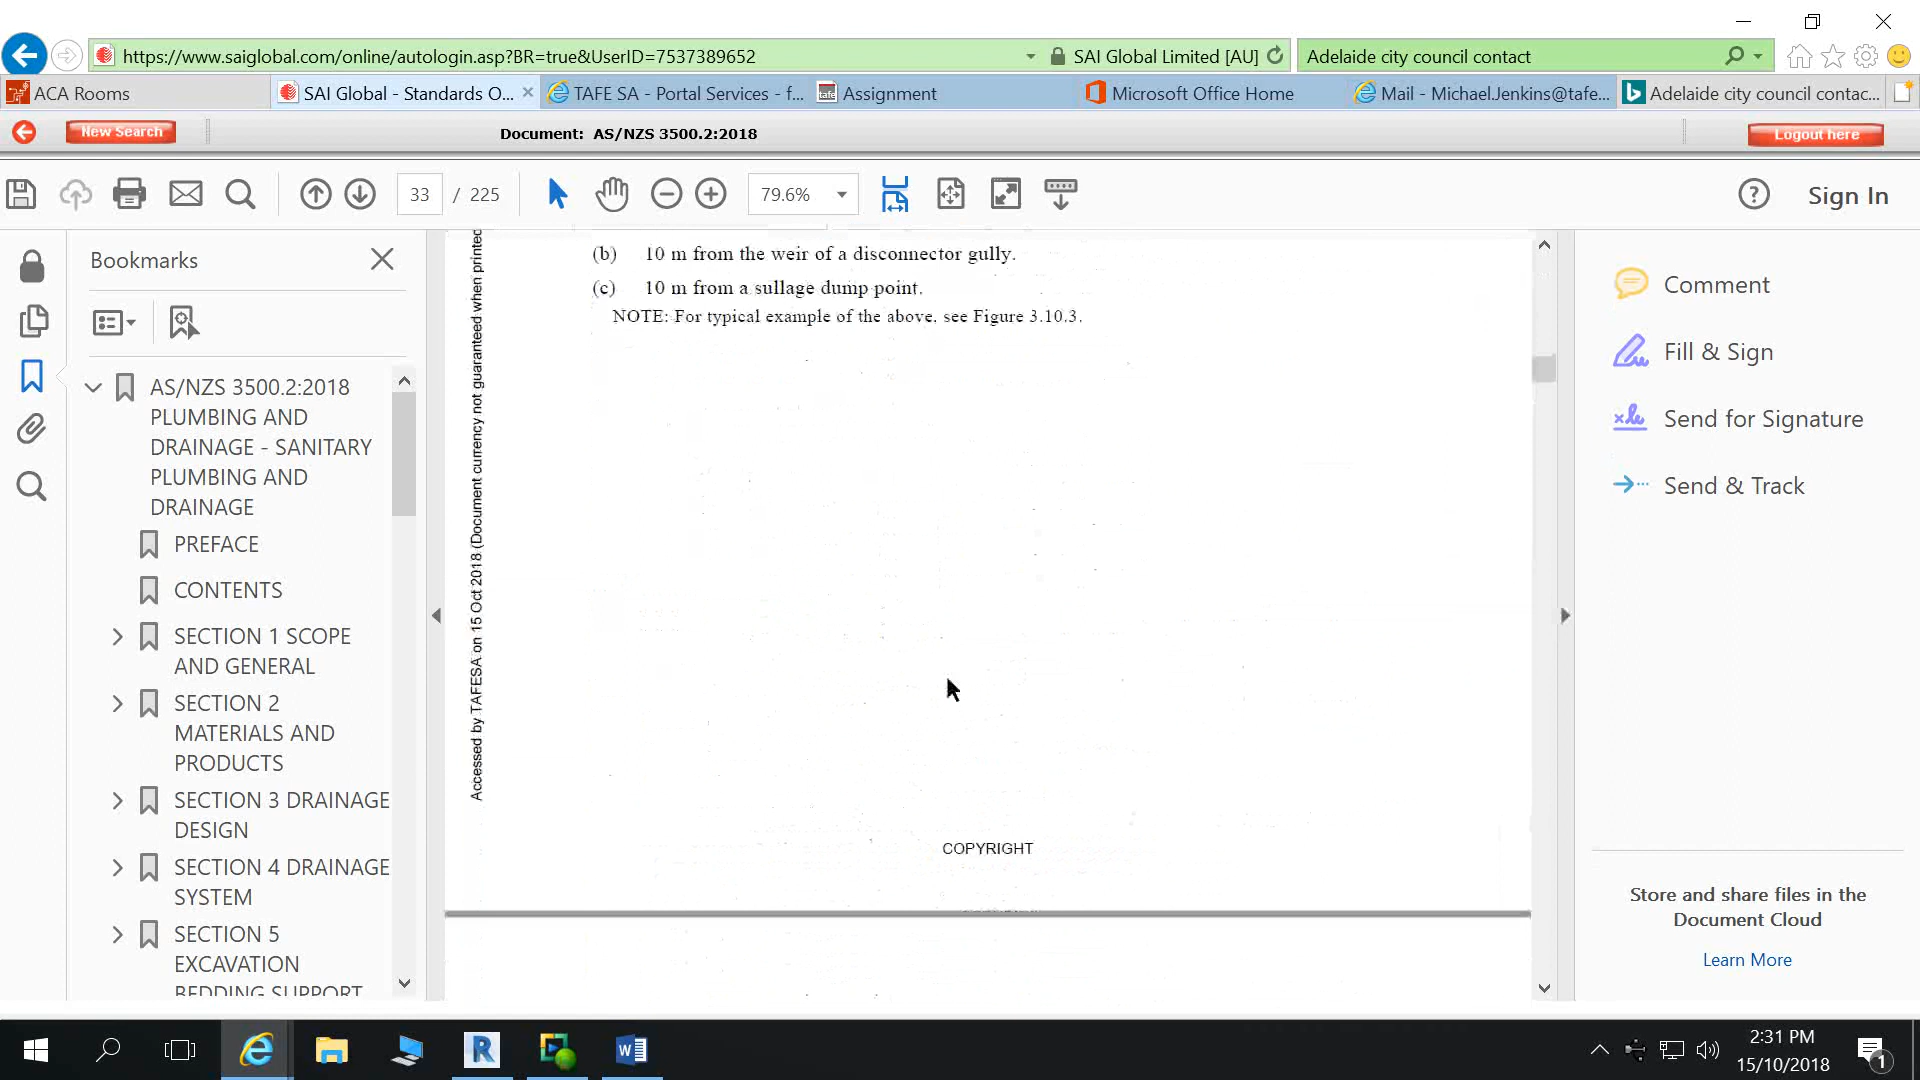 https://www.saiglobal.com/online/autologin.asp?BR=true&UserID=7537389652
SAI Global Limited [AU]
Adelaide city council contact
ACA Rooms
SAI Global - Standards O...
TAFE SA - Portal Services - f...
Assignment
Microsoft Office Home
Mail - Michael.Jenkins@tafe...
Adelaide city council contac...
New Search
Document: AS/NZS 3500.2:2018
Logout here
33 / 225
79.6%
Sign In
Bookmarks
AS/NZS 3500.2:2018
PLUMBING AND
DRAINAGE - SANITARY
PLUMBING AND
DRAINAGE
PREFACE
CONTENTS
SECTION 1 SCOPE
AND GENERAL
SECTION 2
MATERIALS AND
PRODUCTS
SECTION 3 DRAINAGE
DESIGN
SECTION 4 DRAINAGE
SYSTEM
SECTION 5
EXCAVATION
BEDDING SUPPORT
Accessed by TAFESA on 15 Oct 2018 (Document currency not guaranteed when printed
(b) 10 m from the weir of a disconnector gully.
(c) 10 m from a sullage dump point.
NOTE: For typical example of the above, see Figure 3.10.3.
COPYRIGHT
Comment
Fill & Sign
Send for Signature
Send & Track
Store and share files in the
Document Cloud
Learn More
2:31 PM
15/10/2018
1